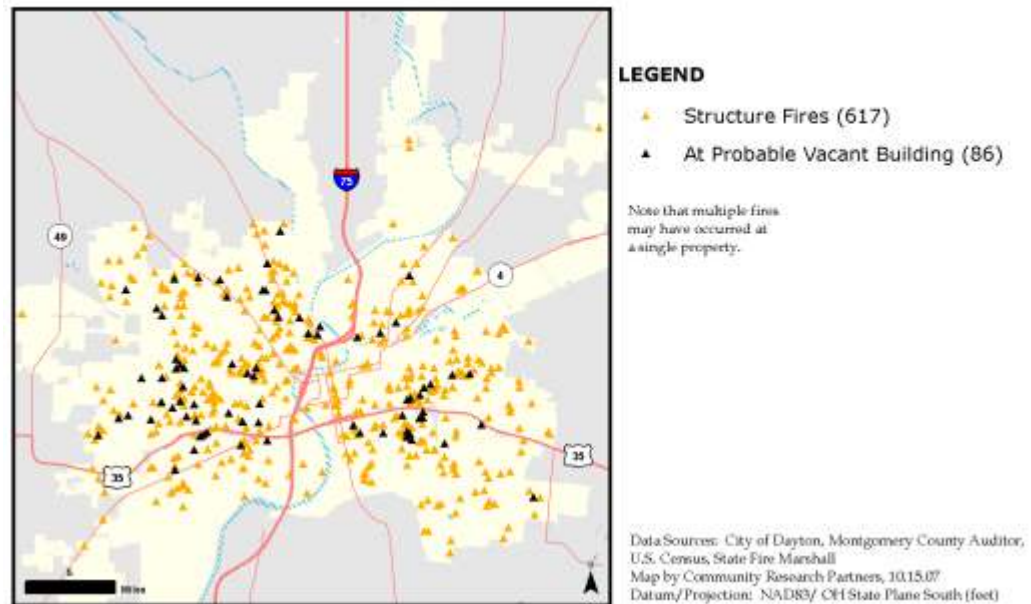 LEGEND
Structure Fires (617)
At Probable Vacant Building (86)
Note that multiple fires
may have occurred at
a single property.
75
49
4
35
35
Miles
Data Sources: City of Dayton, Montgomery County Auditor,
U.S. Census, State Fire Marshall
Map by Community Research Partners, 10.15.07
Datum/Projection: NAD83/ OH State Plane South (feet)